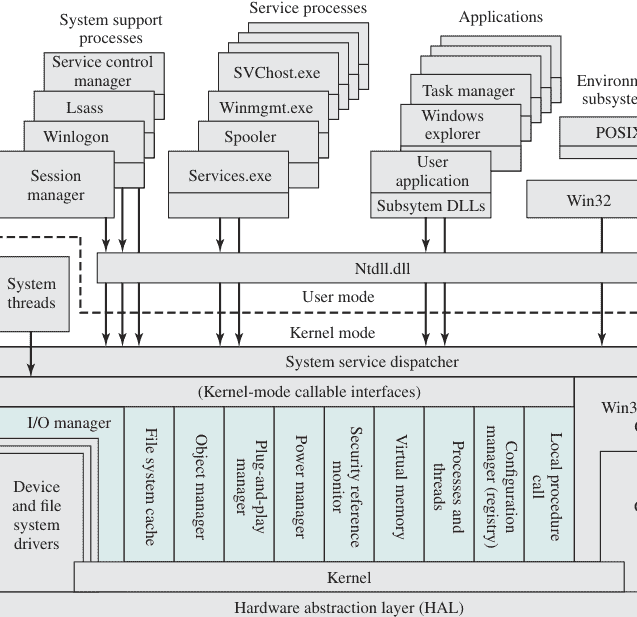 System support
processes
Service processes
Applications
Service control
manager
Lsass
Winlogon
Session
manager
SVChost.exe
Winmgmt.exe
Spooler
Services.exe
Task manager
Windows
explorer
User
application
Subsytem DLLs
Environ
subsyste
POSIX
Win32
Ntdll.dll
System
threads
User mode
Kernel mode
System service dispatcher
(Kernel-mode callable interfaces)
I/O manager
Device
and file
system
drivers
File system cache
Object manager
Plug-and-play
manager
Power manager
Security reference
monitor
Virtual memory
Processes and
threads
Configuration
manager (registry)
Local procedure
call
Win3
Kernel
Hardware abstraction layer (HAL)